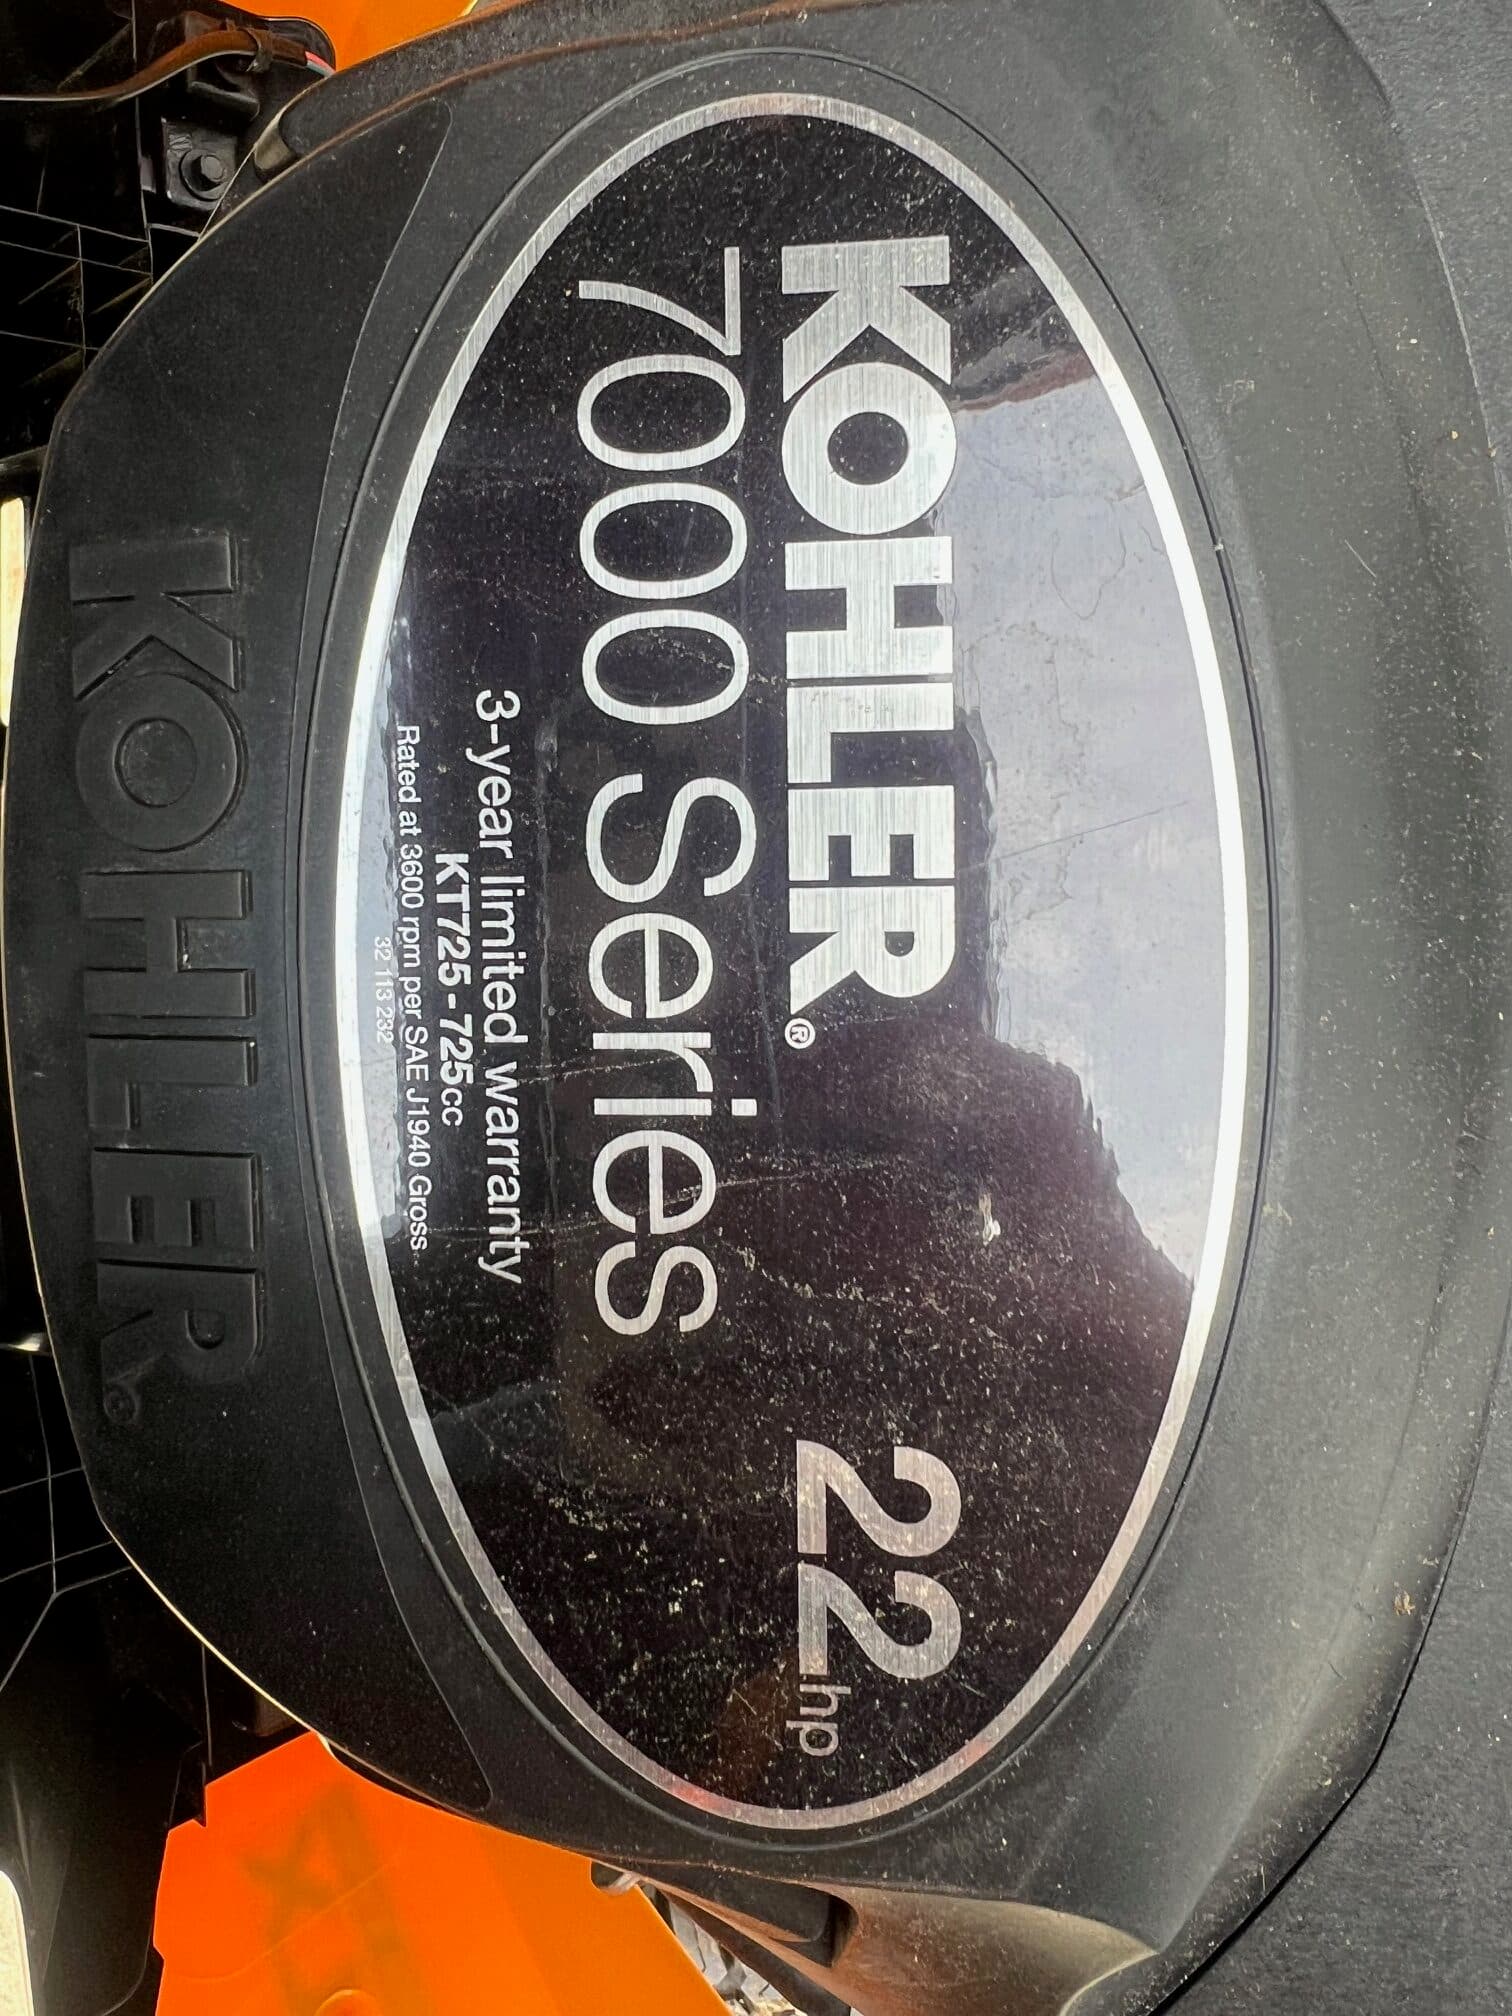 KOHLER® 22 hp
7000 Series
3-year limited warranty
KT725 - 725cc
Rated at 3600 rpm per SAE J1940 Gross
32 113 232
KOHLER®